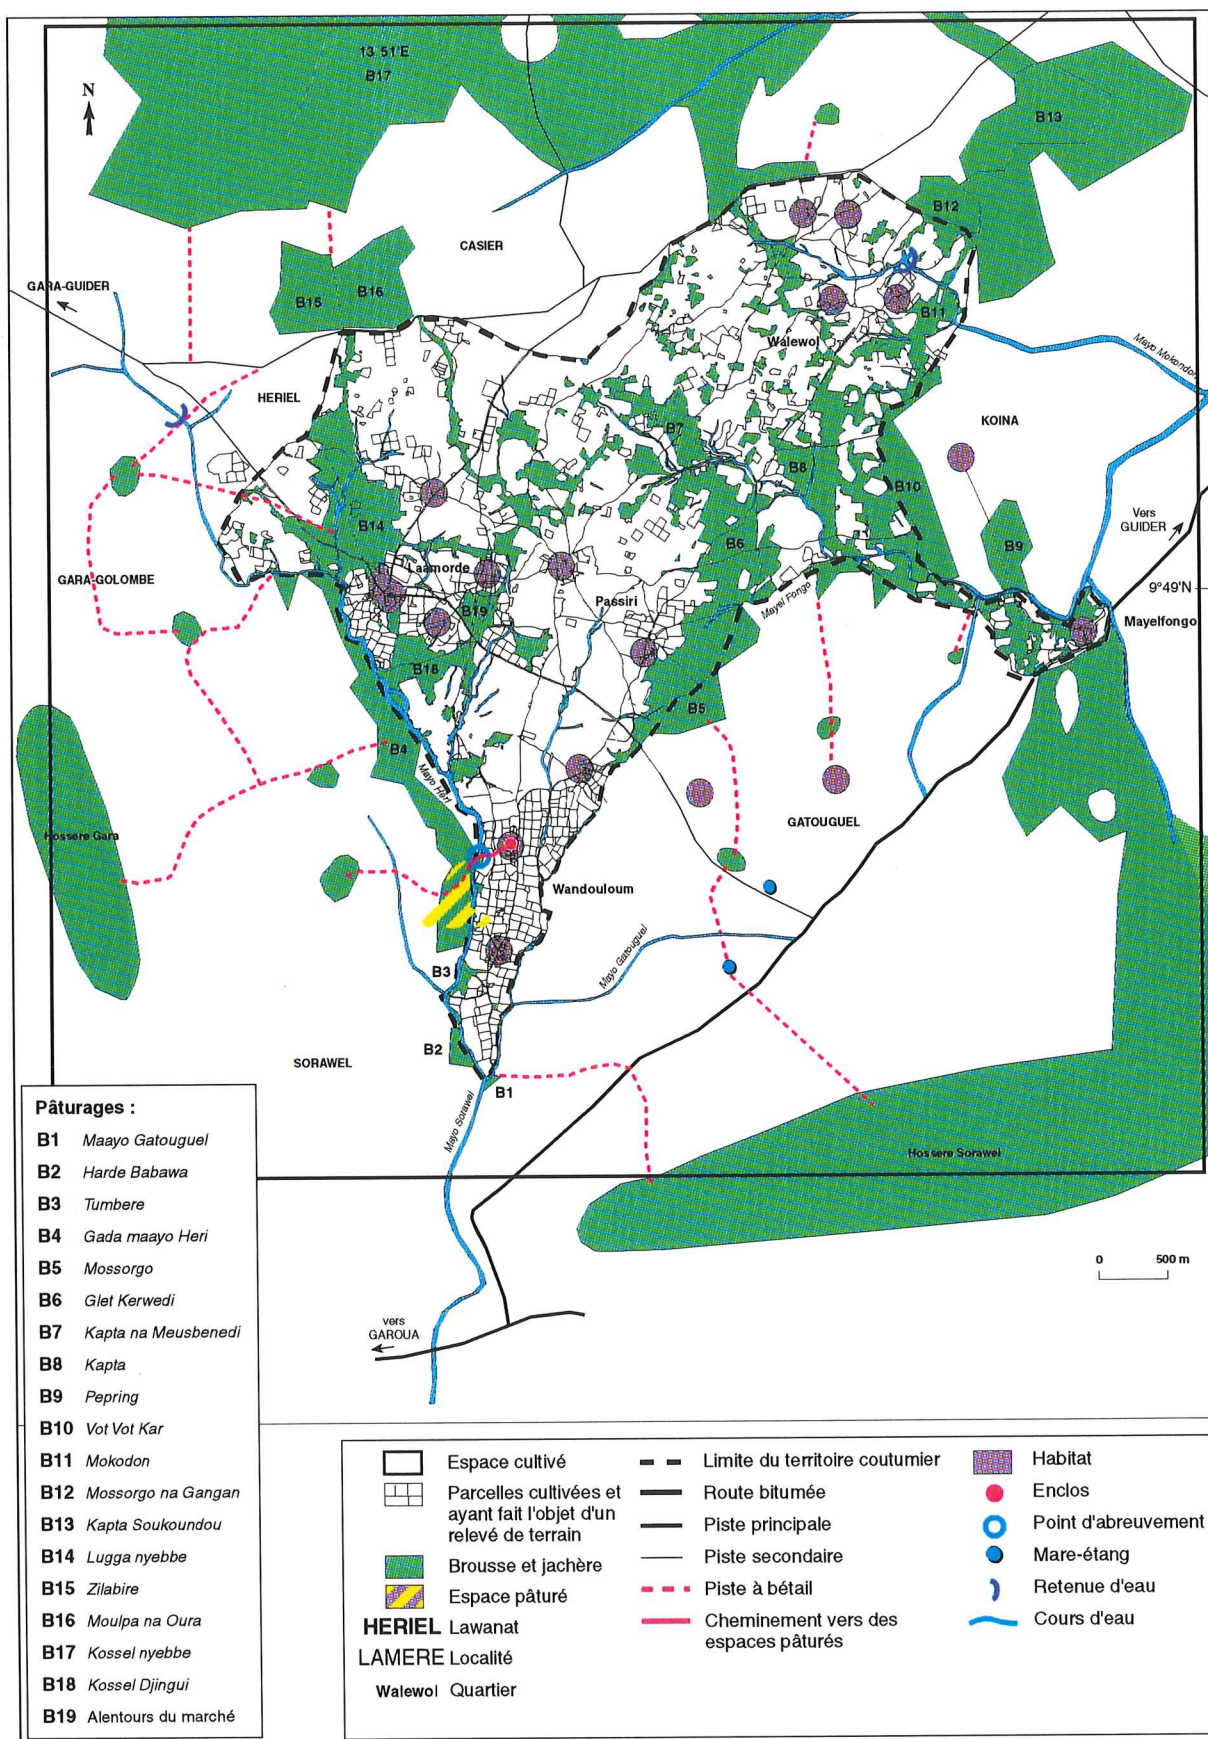 13 51'E
B17
N
B13
B12
CASIER
GARA-GUIDER
B15
B16
B11
Walewol
Mayo Mokondon
HERIEL
KOINA
B7
B8
B10
B14
Vers
GUIDER
B6
B9
Laamorde
GARA-GOLOMBE
9°49'N
Passiri
Mayel Fongo
B19
Mayelfongo
B18
B5
B4
Mayo Heri
Hossere Gara
GATOUGUEL
Wandouloum
Mayo Gatouguel
B3
B2
SORAWEL
B1
Mayo Sorawel
Hossere Sorawel
0 500 m
vers
GAROUA
Pâturages :
B1 Maayo Gatouguel
B2 Harde Babawa
B3 Tumbere
B4 Gada maayo Heri
B5 Mossorgo
B6 Glet Kerwedi
B7 Kapta na Meusbenedi
B8 Kapta
B9 Pepring
B10 Vot Vot Kar
B11 Mokodon
B12 Mossorgo na Gangan
B13 Kapta Soukoundou
B14 Lugga nyebbe
B15 Zilabire
B16 Moulpa na Oura
B17 Kossel nyebbe
B18 Kossel Djingui
B19 Alentours du marché
Espace cultivé
Parcelles cultivées et
ayant fait l'objet d'un
relevé de terrain
Brousse et jachère
Espace pâturé
HERIEL Lawanat
LAMERE Localité
Walewol Quartier
Limite du territoire coutumier
Route bitumée
Piste principale
Piste secondaire
Piste à bétail
Cheminement vers des
espaces pâturés
Habitat
Enclos
Point d'abreuvement
Mare-étang
Retenue d'eau
Cours d'eau